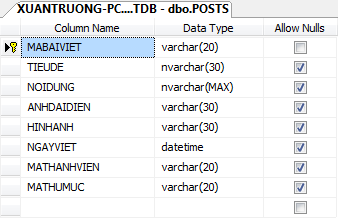 XUANTRUONG-PC....TDB - dbo.POSTS
Column Name Data Type Allow Nulls
MABAIVIET varchar(20)
TIEUDE nvarchar(30)
NOIDUNG nvarchar(MAX)
ANHDAIDIEN varchar(30)
HINHANH varchar(30)
NGAYVIET datetime
MATHANHVIEN varchar(20)
MATHUMUC varchar(20)